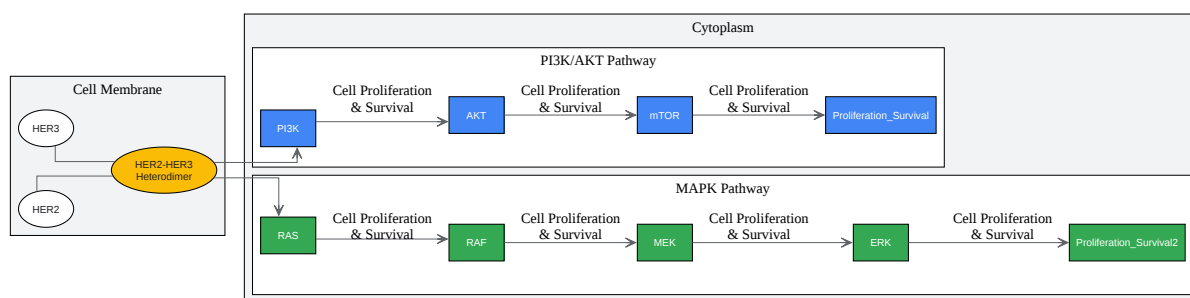 Cytoplasm
PI3K/AKT Pathway
Cell Membrane
Cell Proliferation
& Survival
Cell Proliferation
& Survival
Cell Proliferation
& Survival
HER3
PI3K
AKT
mTOR
Proliferation_Survival
HER2-HER3
Heterodimer
HER2
MAPK Pathway
Cell Proliferation
& Survival
Cell Proliferation
& Survival
Cell Proliferation
& Survival
Cell Proliferation
& Survival
RAS
RAF
MEK
ERK
Proliferation_Survival2